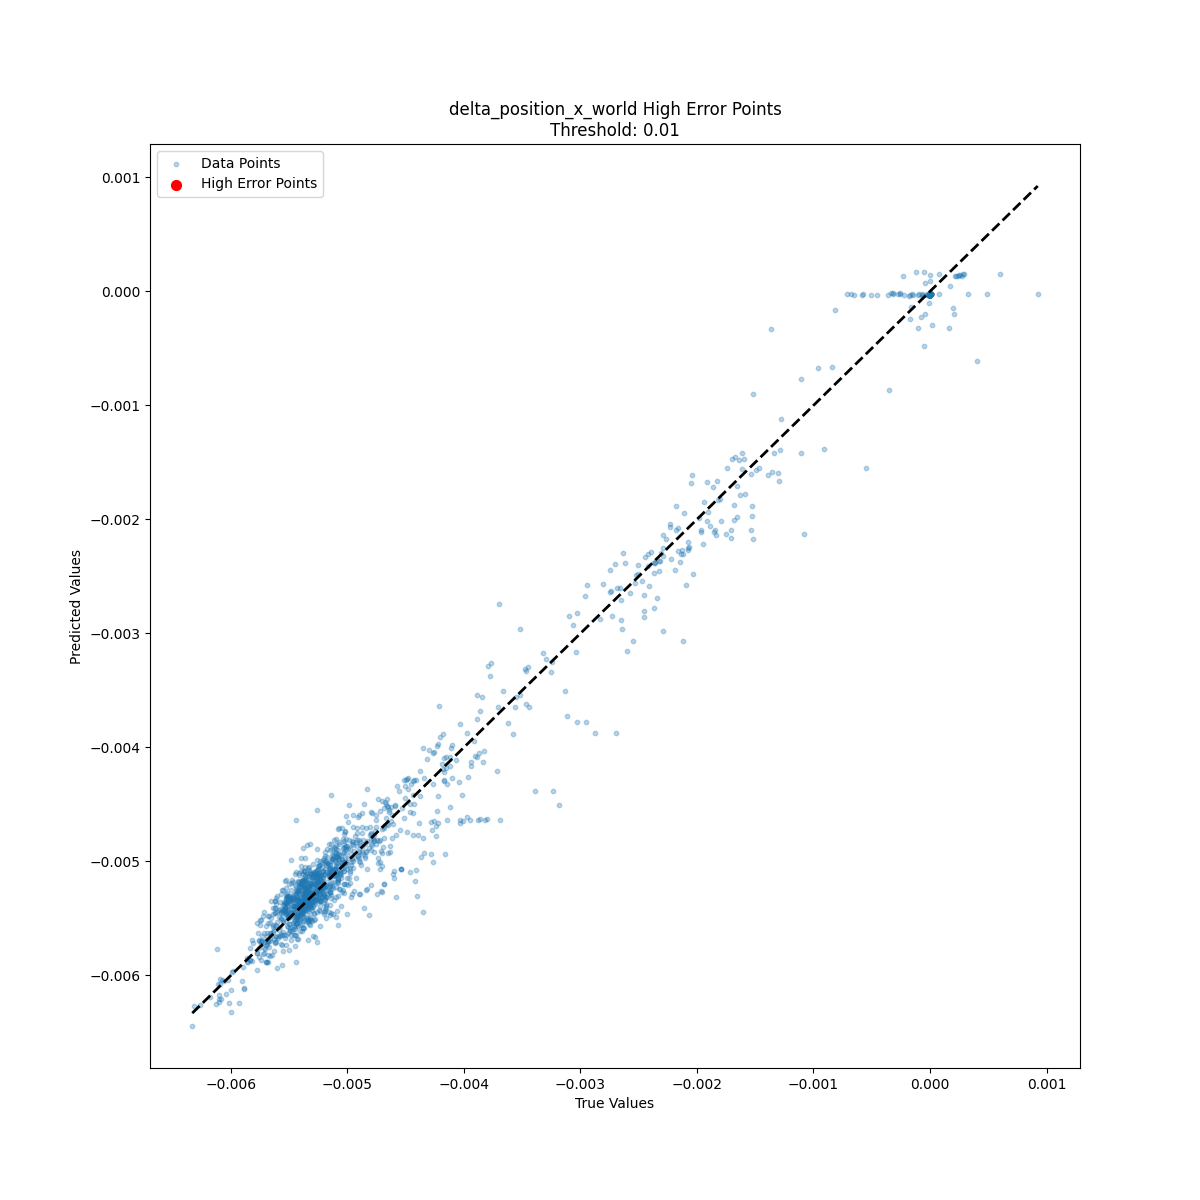 delta_position_x_world High Error Points
Threshold: 0.01
Data Points
High Error Points
0.001
0.000
−0.001
−0.002
−0.003
−0.004
−0.005
−0.006
Predicted Values
−0.006 −0.005 −0.004 −0.003 −0.002 −0.001 0.000 0.001
True Values